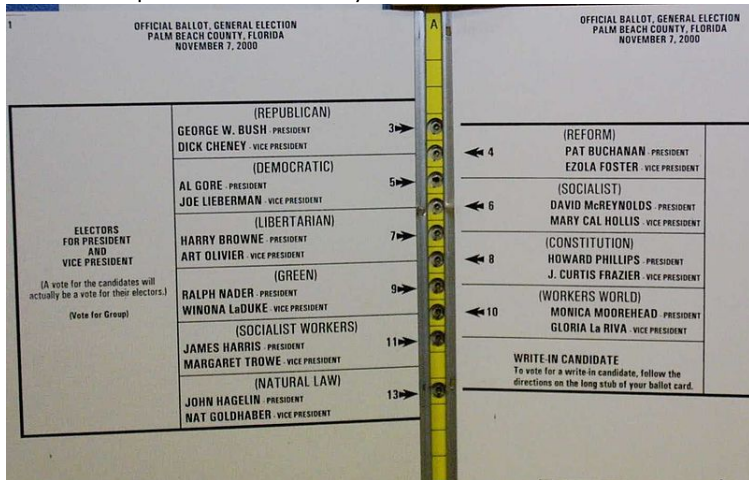 1
OFFICIAL BALLOT, GENERAL ELECTION
PALM BEACH COUNTY, FLORIDA
NOVEMBER 7, 2000
ELECTORS
FOR PRESIDENT
AND
VICE PRESIDENT
(A vote for the candidates will
actually be a vote for their electors.)
(Vote for Group)
(REPUBLICAN)
GEORGE W. BUSH - PRESIDENT
DICK CHENEY - VICE PRESIDENT
3
(DEMOCRATIC)
AL GORE - PRESIDENT
JOE LIEBERMAN - VICE PRESIDENT
5
(LIBERTARIAN)
HARRY BROWNE - PRESIDENT
ART OLIVIER - VICE PRESIDENT
7
(GREEN)
RALPH NADER - PRESIDENT
WINONA LaDUKE - VICE PRESIDENT
9
(SOCIALIST WORKERS)
JAMES HARRIS - PRESIDENT
MARGARET TROWE - VICE PRESIDENT
11
(NATURAL LAW)
JOHN HAGELIN - PRESIDENT
NAT GOLDHABER - VICE PRESIDENT
13
A
OFFICIAL BALLOT, GENERAL ELECTION
PALM BEACH COUNTY, FLORIDA
NOVEMBER 7, 2000
(REFORM)
4 PAT BUCHANAN - PRESIDENT
EZOLA FOSTER - VICE PRESIDENT
(SOCIALIST)
6 DAVID McREYNOLDS - PRESIDENT
MARY CAL HOLLIS - VICE PRESIDENT
(CONSTITUTION)
8 HOWARD PHILLIPS - PRESIDENT
J. CURTIS FRAZIER - VICE PRESIDENT
(WORKERS WORLD)
10 MONICA MOOREHEAD - PRESIDENT
GLORIA La RIVA - VICE PRESIDENT
WRITE-IN CANDIDATE
To vote for a write-in candidate, follow the
directions on the long stub of your ballot card.